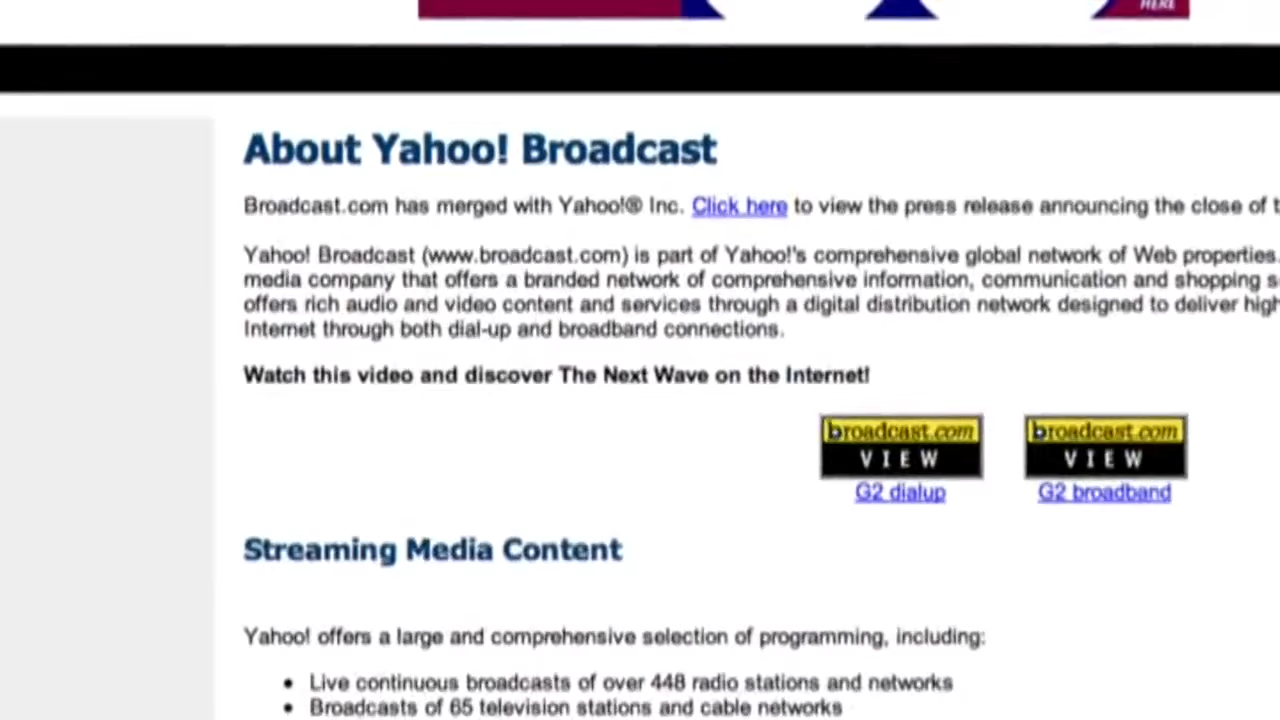 HERE
About Yahoo! Broadcast
Broadcast.com has merged with Yahoo!® Inc. Click here to view the press release announcing the close of t
Yahoo! Broadcast (www.broadcast.com) is part of Yahoo!'s comprehensive global network of Web properties.
media company that offers a branded network of comprehensive information, communication and shopping s
offers rich audio and video content and services through a digital distribution network designed to deliver high
Internet through both dial-up and broadband connections.
Watch this video and discover The Next Wave on the Internet!
broadcast.com broadcast.com
VIEW VIEW
G2 dialup G2 broadband
Streaming Media Content
Yahoo! offers a large and comprehensive selection of programming, including:
• Live continuous broadcasts of over 448 radio stations and networks
• Broadcasts of 65 television stations and cable networks